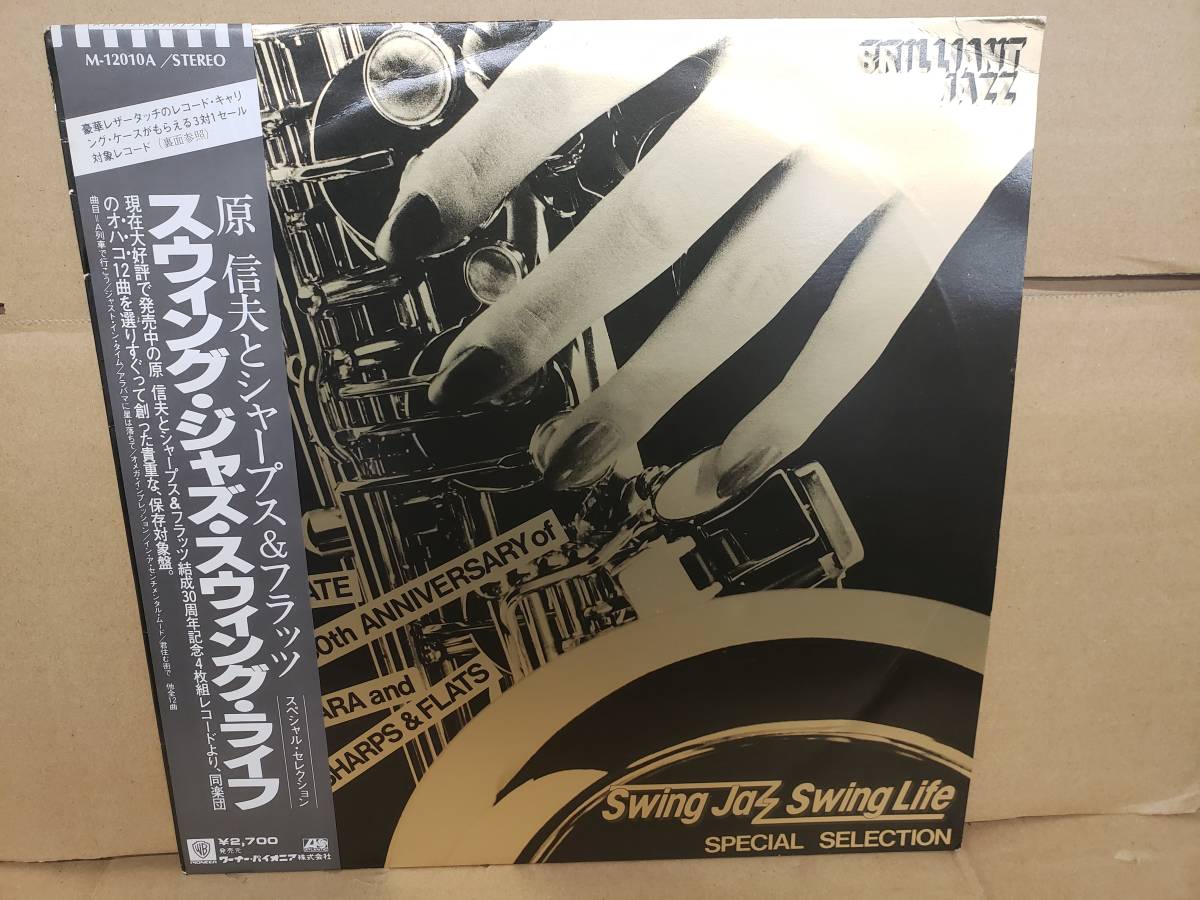 M-12010A／STEREO
豪華レザータッチのレコード・キャリ
ング・ケースがもらえる3対1セール
対象レコード（裏面参照）
原 信夫とシャープス&フラッツ
スウィング・ジャズ・スウィング・ライフ
スペシャル・セレクション
現在大好評で発売中の原 信夫とシャープス&フラッツ結成30周年記念4枚組レコードより、同楽団
のオハコ12曲を選りすぐって創った貴重な、保存対象盤。
曲目=A列車で行こう/ジャスト・イン・タイム/アラバマに星は落ちて/オメガ・インプレッション/イン・ア・センチメンタル・ムード/君住む街で 他全12曲
¥2,700
発売元
ワーナー・パイオニア株式会社
WB
PIONEER
ATLANTIC
BRILLIANT
JAZZ
ATE
0th ANNIVERSARY of
ARA and
SHARPS & FLATS
Swing Jazz Swing Life
SPECIAL SELECTION